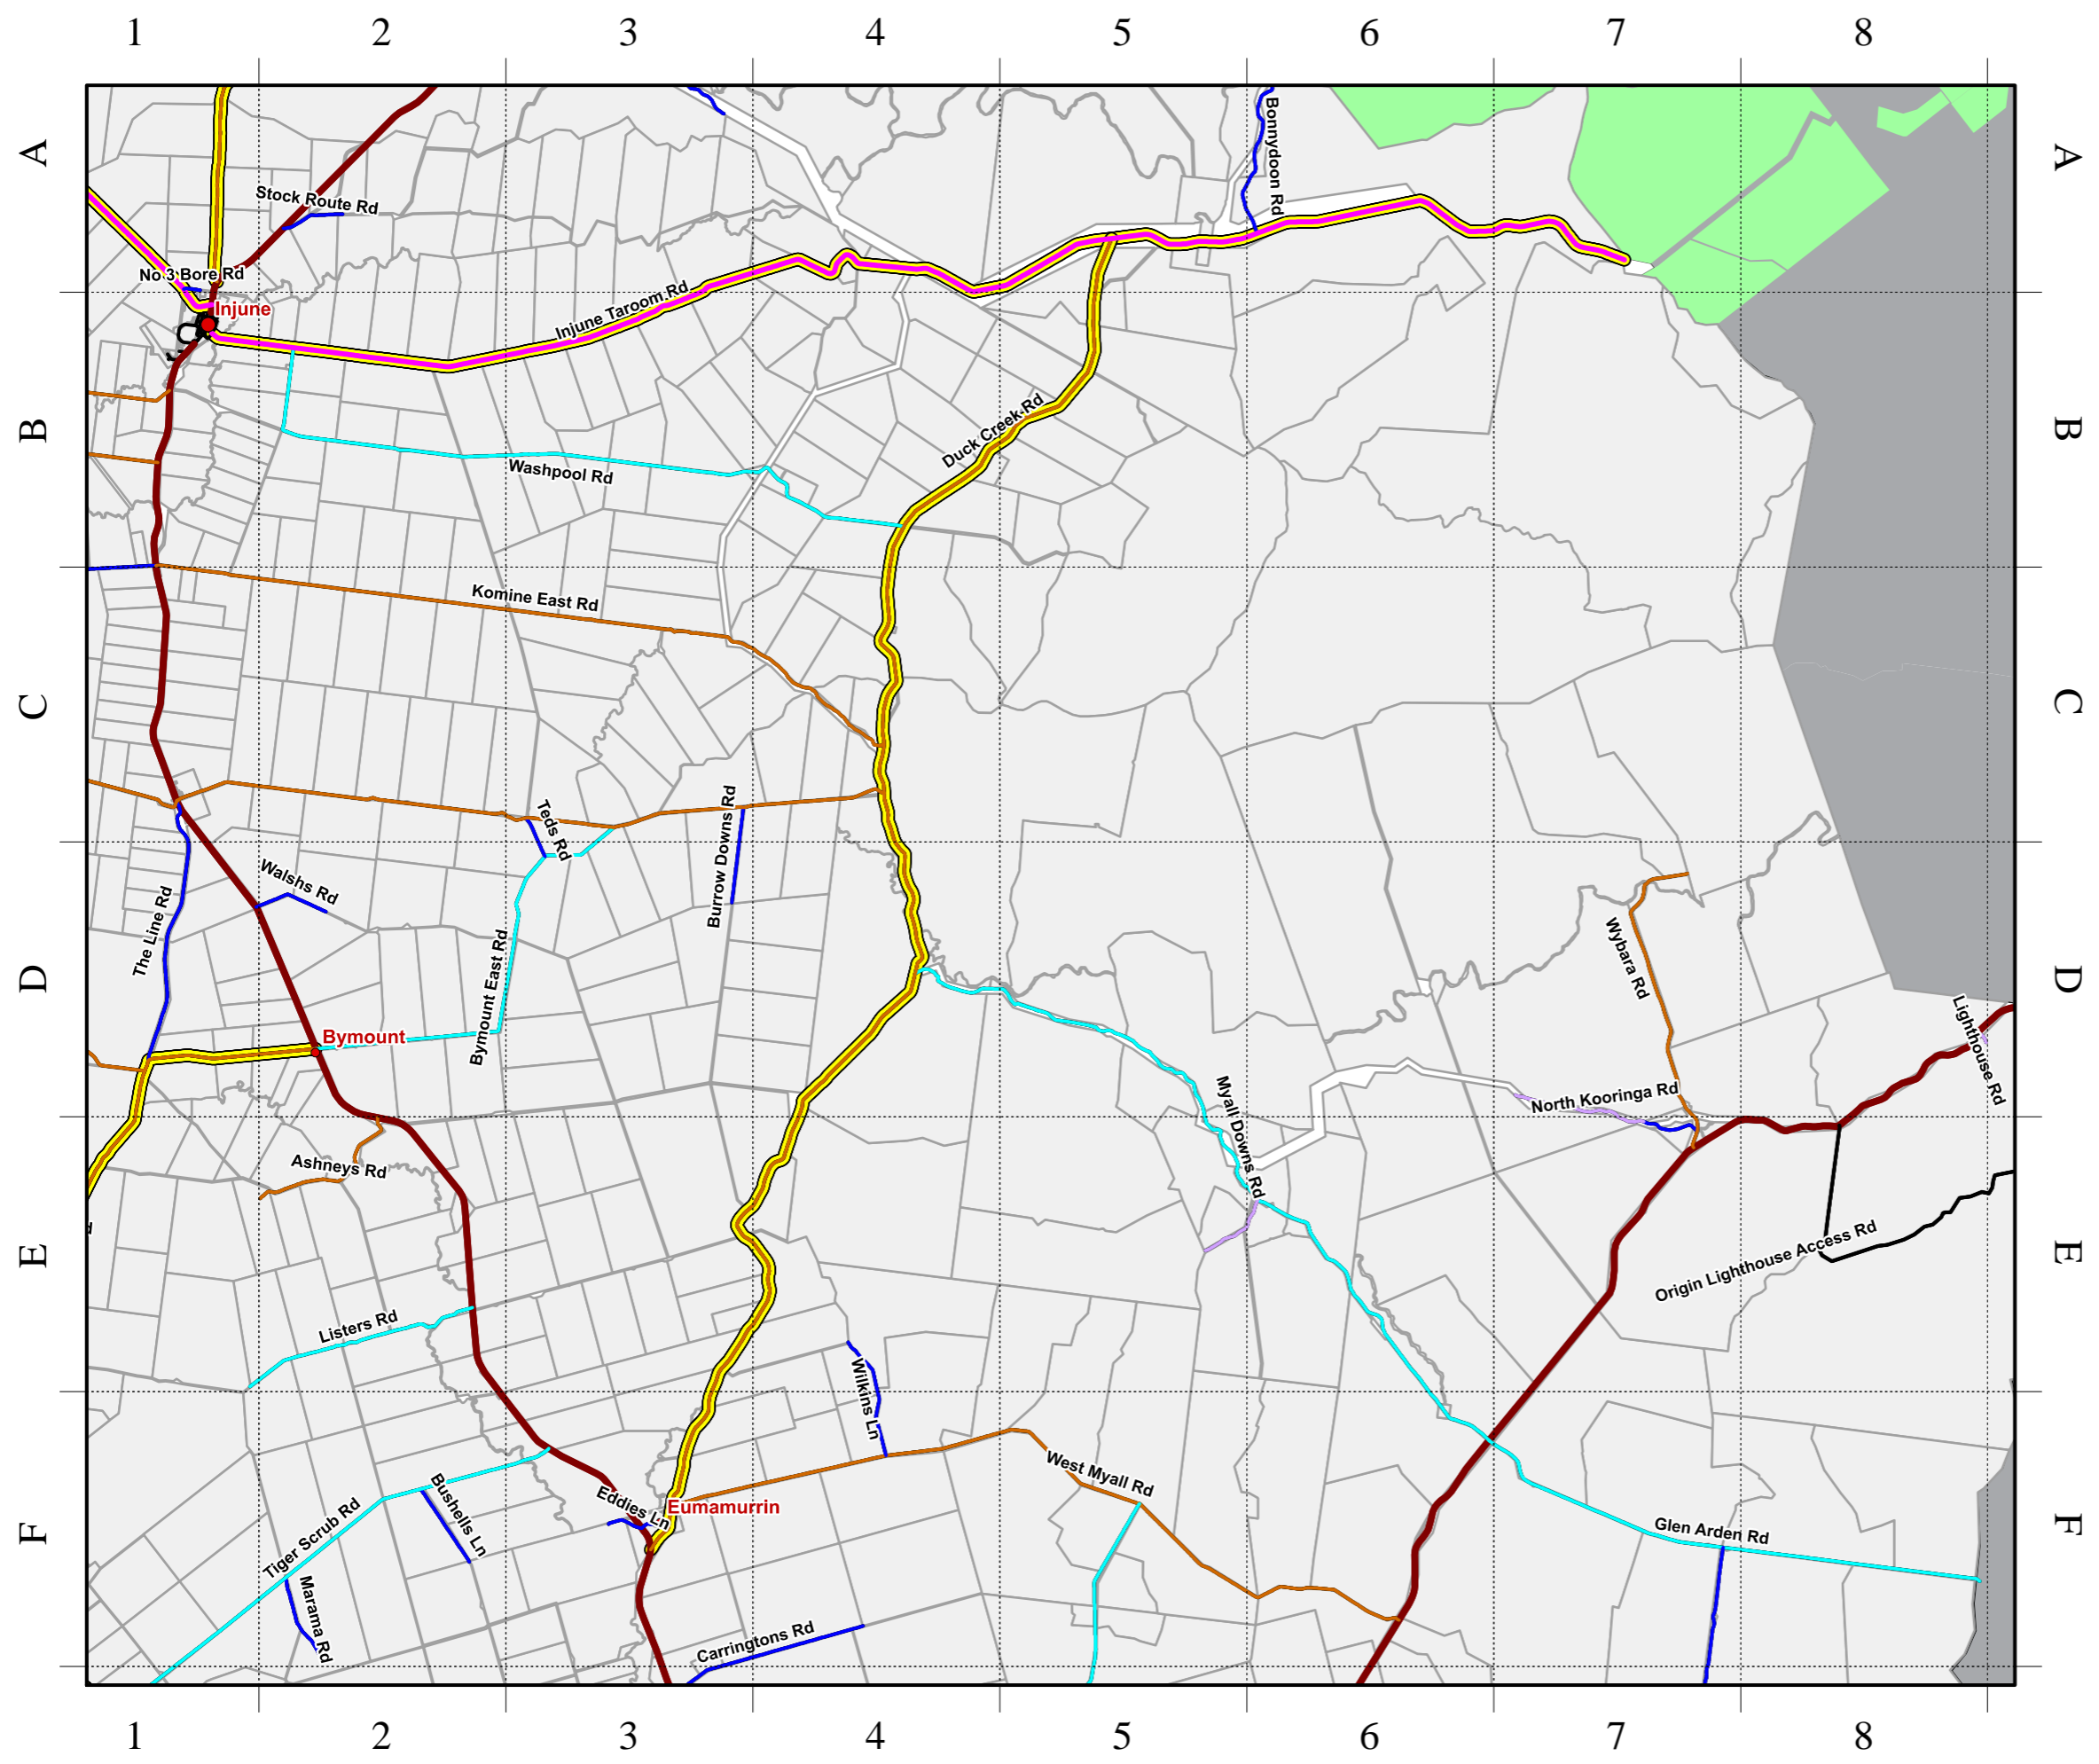 1 2 3 4 5 6 7 8
A A
Bonnydoon Rd
Stock Route Rd
No 3 Bore Rd
Injune
Injune Taroom Rd
B B
Duck Creek Rd
Washpool Rd
Komine East Rd
C C
Teds Rd
Burrow Downs Rd
Walshs Rd
The Line Rd
Wybara Rd
D D
Bymount East Rd
Bymount
Lighthouse Rd
Myall Downs Rd
North Kooringa Rd
Ashneys Rd
E E
Origin Lighthouse Access Rd
Listers Rd
Wilkins Ln
West Myall Rd
Bushells Ln
Eddies Ln
Eumamurrin
Tiger Scrub Rd
Glen Arden Rd
F F
Marama Rd
Carringtons Rd
1 2 3 4 5 6 7 8